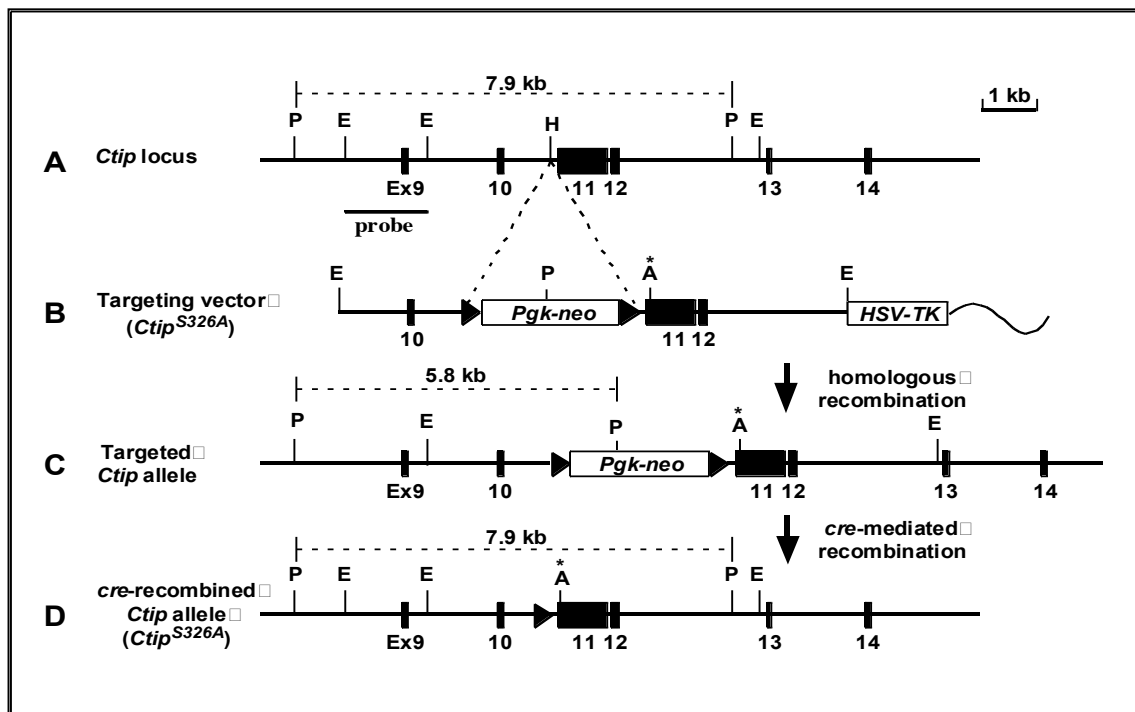 7.9 kb
1 kb
P E E H P E
A Ctip locus
Ex9 10 11 12 13 14
probe
E P * A E
B Targeting vector□
(Ctip^S326A)
Pgk-neo HSV-TK
10 11 12
5.8 kb
homologous□
recombination
P E P * A E
C Targeted□
Ctip allele
Pgk-neo
Ex9 10 11 12 13 14
7.9 kb
cre-mediated□
recombination
P E E * A P E
cre-recombined□
D Ctip allele□
(Ctip^S326A)
Ex9 10 11 12 13 14